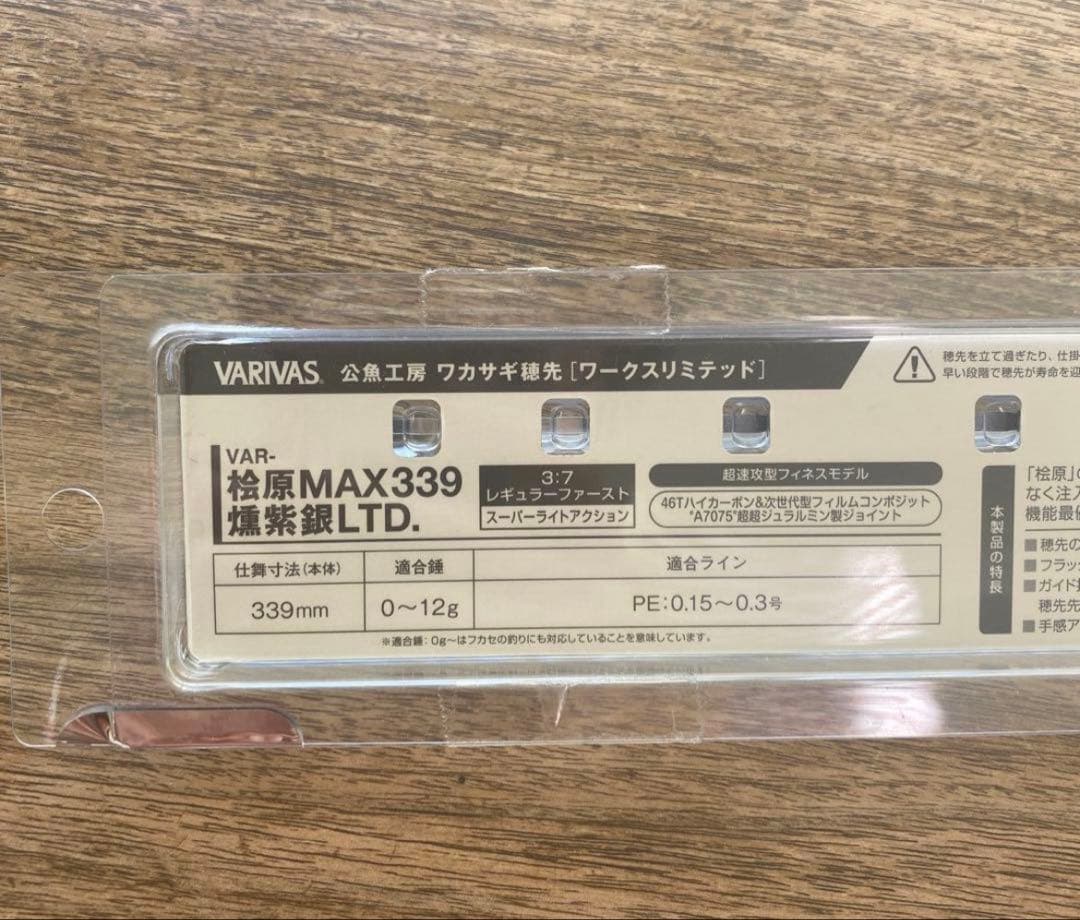 VARIVAS 公魚工房 ワカサギ穂先 [ワークスリミテッド]
穂先を立て過ぎたり、仕掛
早い段階で穂先が寿命を迎
VAR-
桧原MAX339
燻紫銀LTD.
3:7
レギュラーファースト
スーパーライトアクション
超速攻型フィネスモデル
46Tハイカーボン&次世代型フィルムコンポジット
"A7075"超超ジュラルミン製ジョイント
仕舞寸法(本体) 適合錘 適合ライン
339mm 0〜12g PE:0.15〜0.3号
※適合錘:0g〜はフカセの釣りにも対応していることを意味しています。
本製品の特長
「桧原」の
なく注入
機能最優
■穂先の
■フラッシ
■ガイド
穂先先
■手感ア